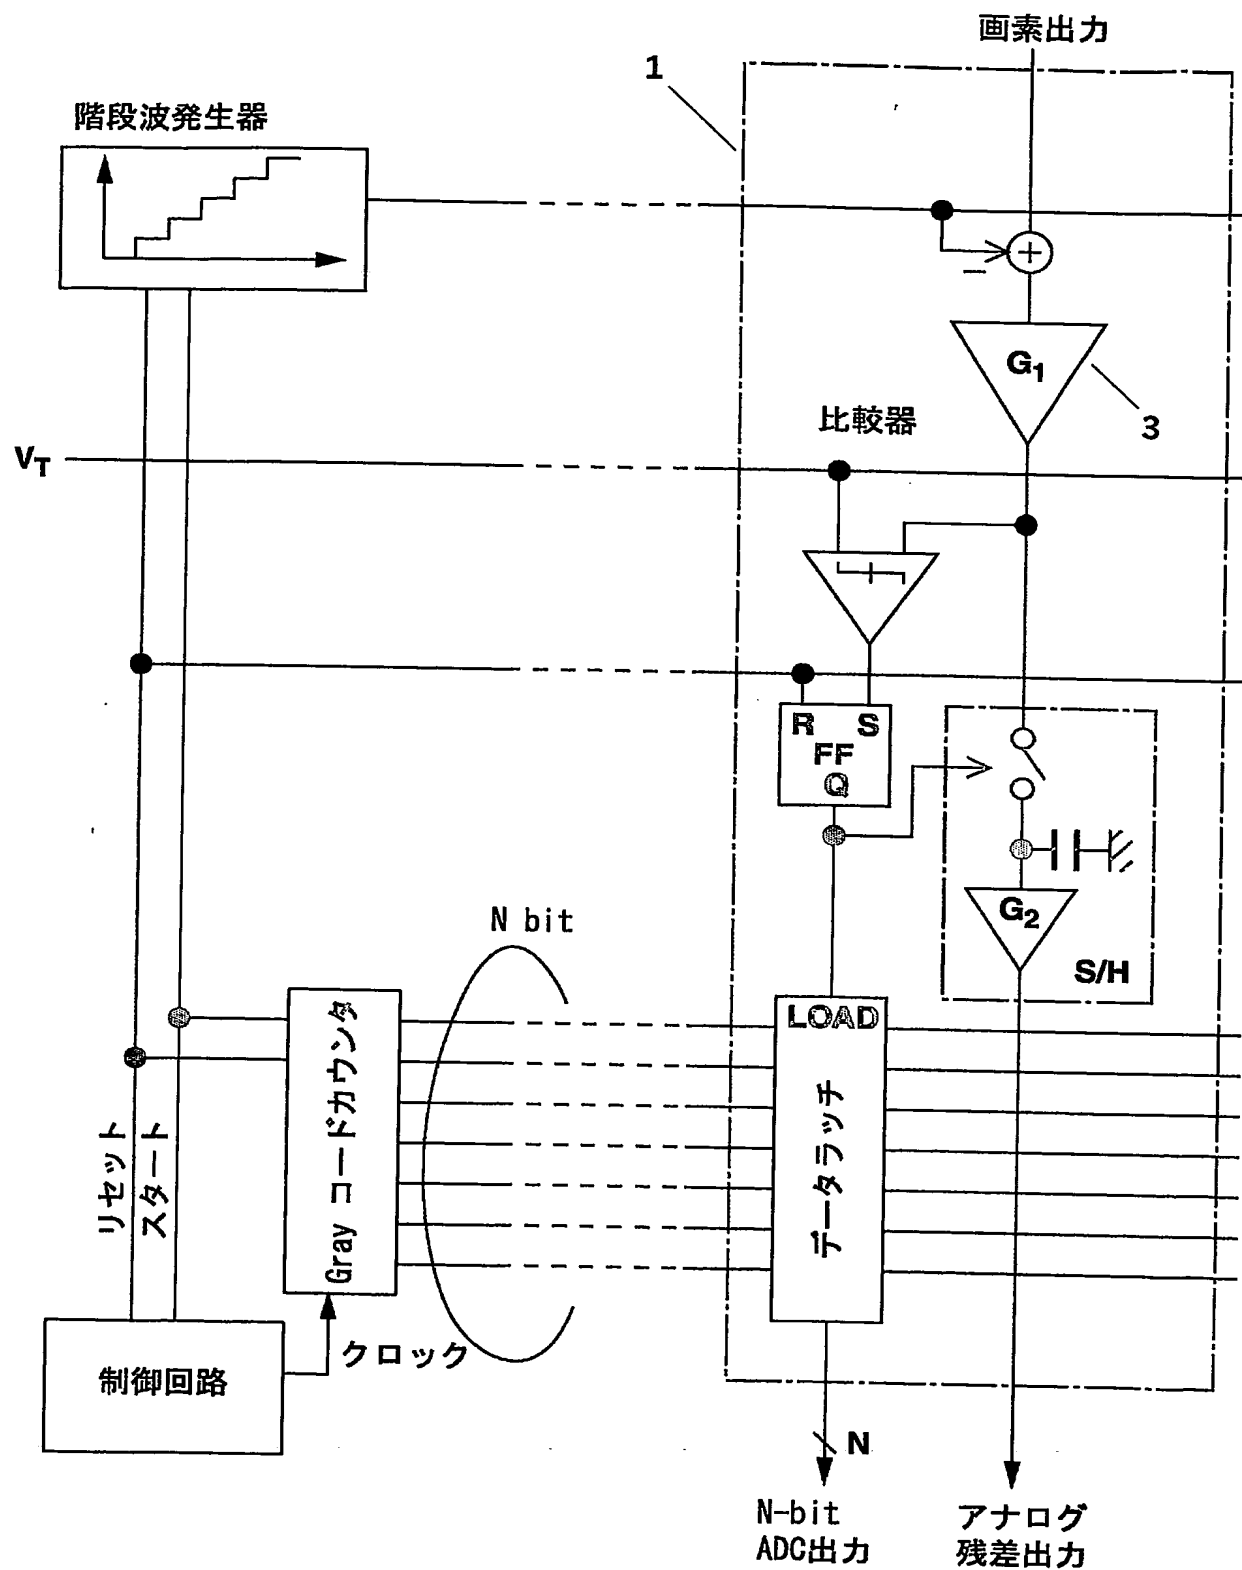 画素出力
1
階段波発生器
+
−
G1
3
比較器
VT
R S
FF
Q
G2
S/H
N bit
LOAD
Gray コードカウンタ
データラッチ
リセット
スタート
クロック
制御回路
N
N-bit
ADC出力
アナログ
残差出力